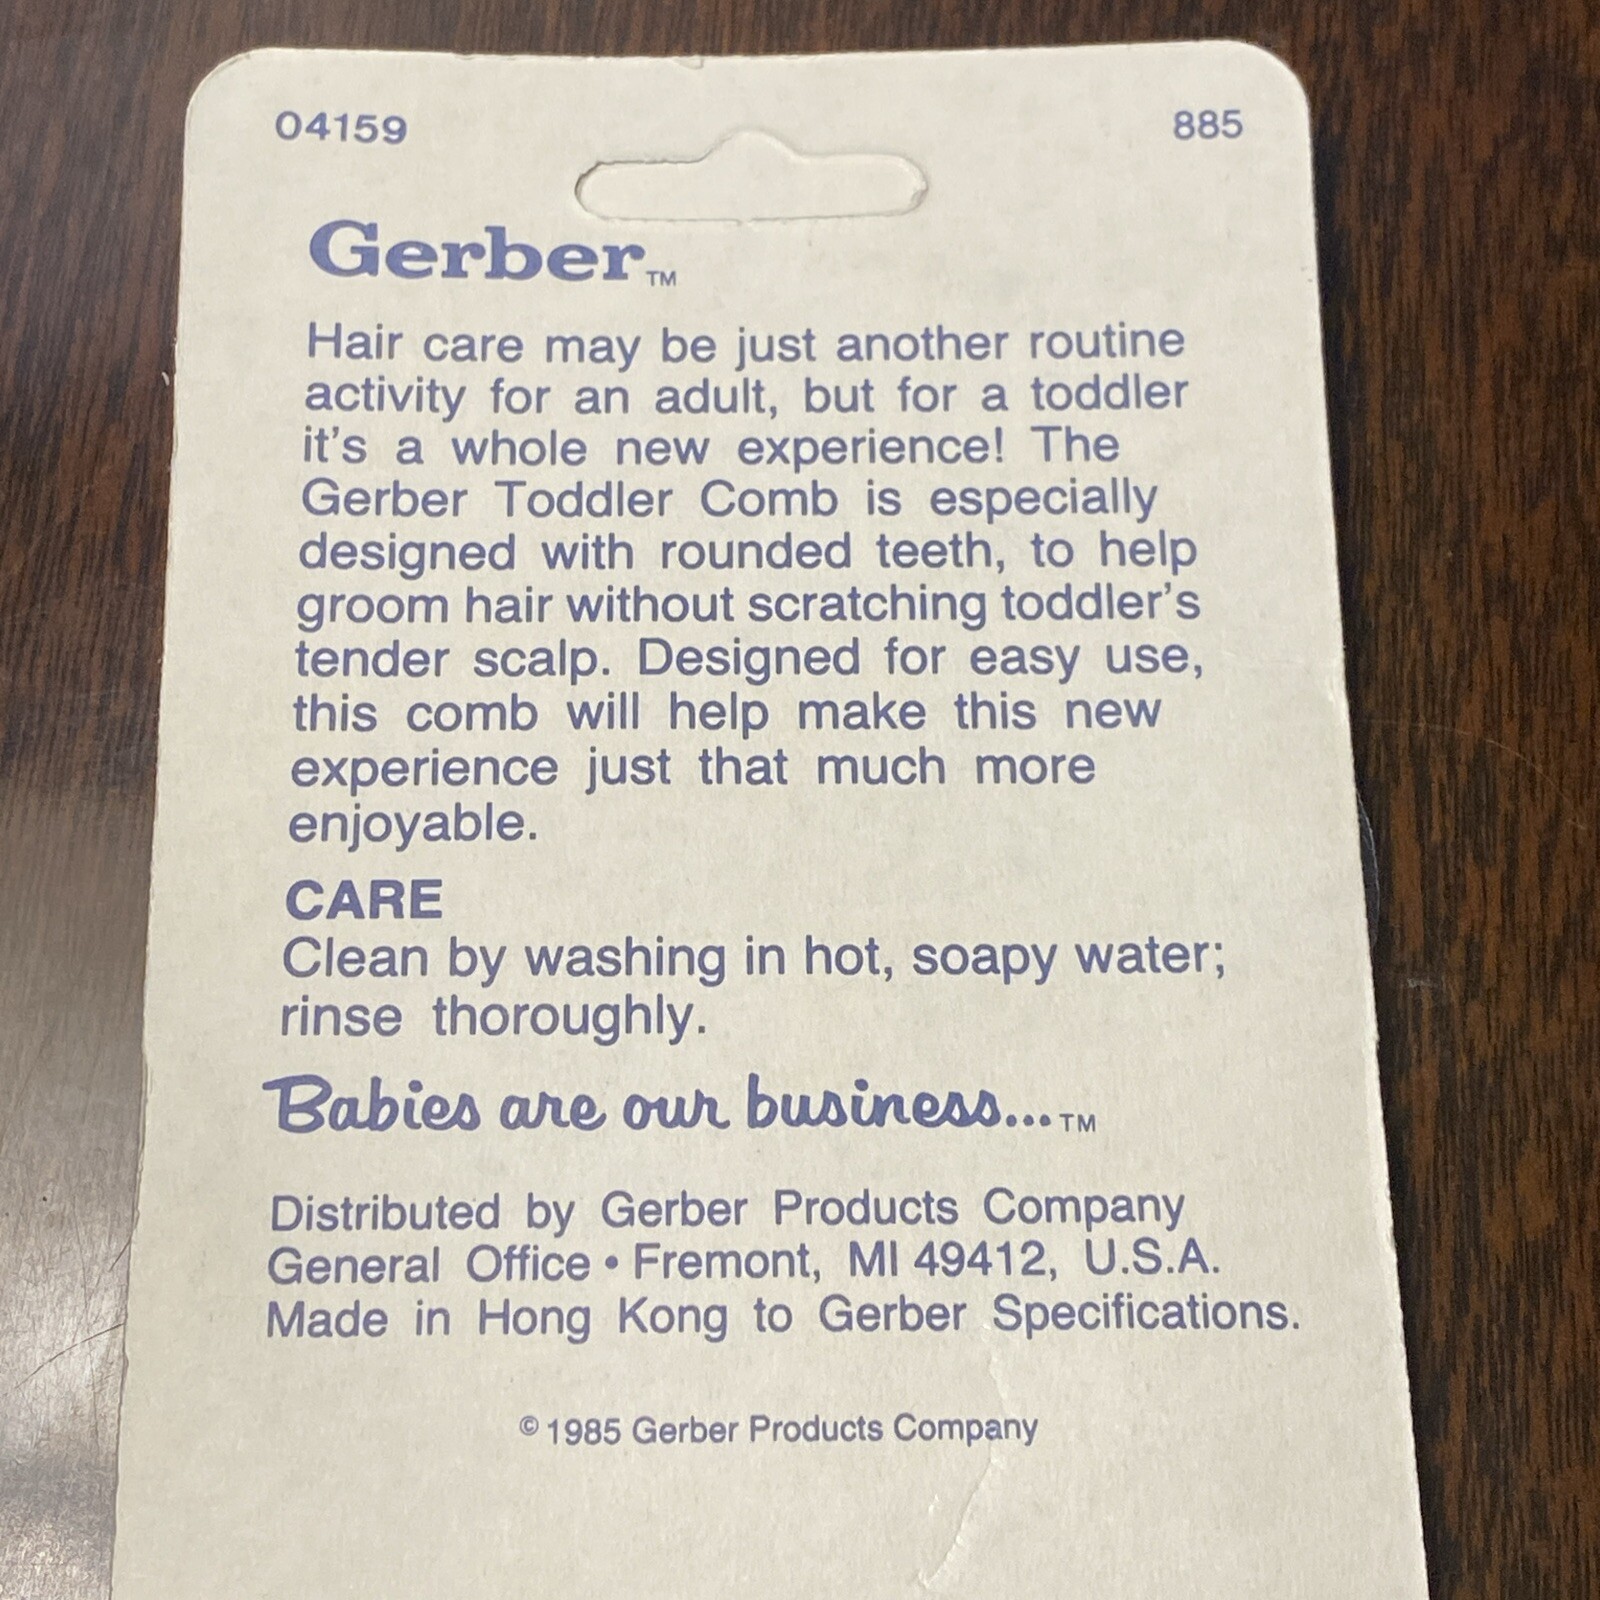 04159 885
Gerber™
Hair care may be just another routine
activity for an adult, but for a toddler
it's a whole new experience! The
Gerber Toddler Comb is especially
designed with rounded teeth, to help
groom hair without scratching toddler's
tender scalp. Designed for easy use,
this comb will help make this new
experience just that much more
enjoyable.
CARE
Clean by washing in hot, soapy water;
rinse thoroughly.
Babies are our business...™
Distributed by Gerber Products Company
General Office • Fremont, MI 49412, U.S.A.
Made in Hong Kong to Gerber Specifications.
© 1985 Gerber Products Company